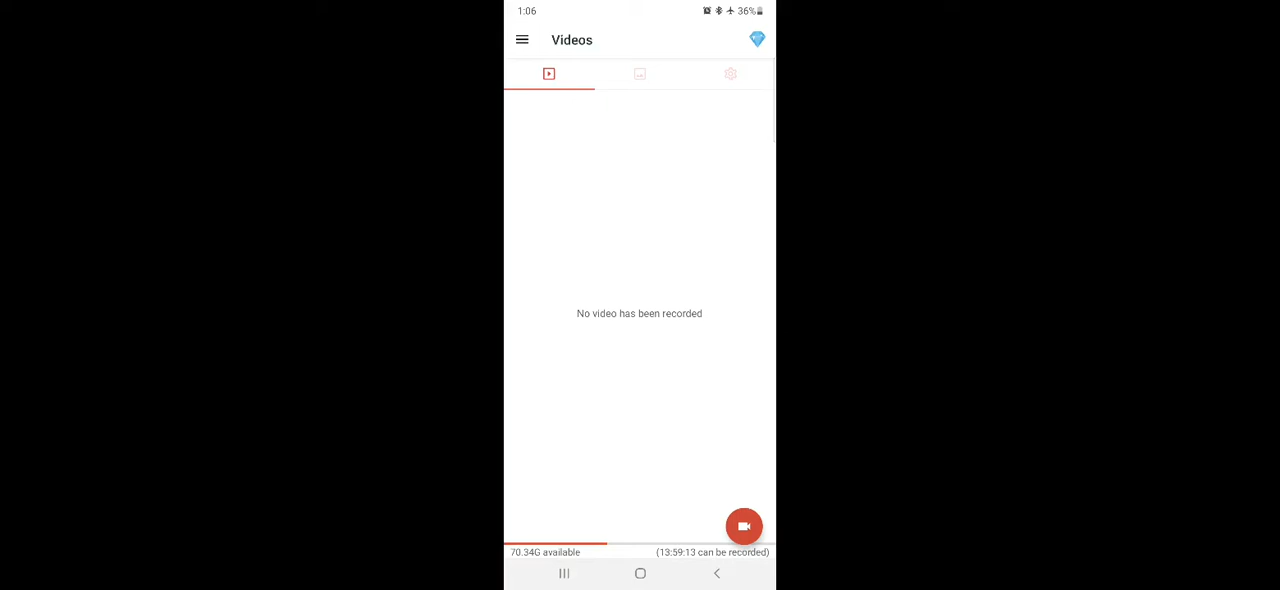 1:06
36%
Videos
No video has been recorded
70.34G available
(13:59:13 can be recorded)